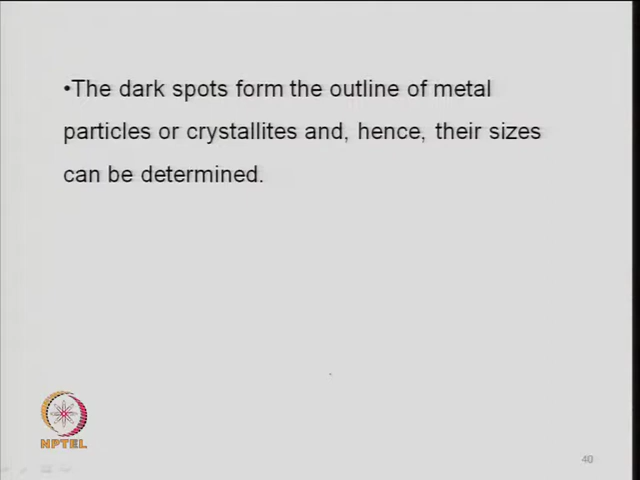 •The dark spots form the outline of metal
particles or crystallites and, hence, their sizes
can be determined.
NPTEL
40